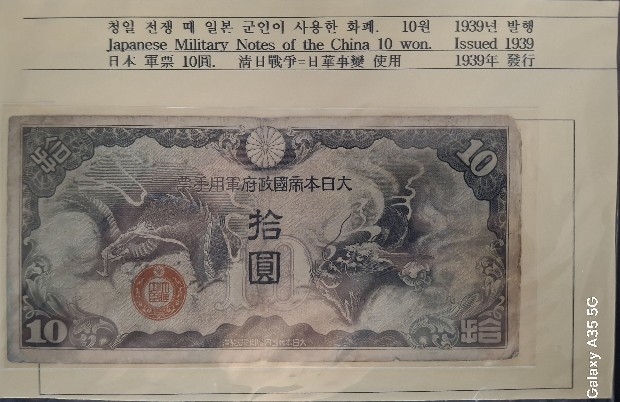 청일 전쟁 때 일본 군인이 사용한 화폐. 10원 1939년 발행
Japanese Military Notes of the China 10 won. Issued 1939
日本 軍票 10圓. 淸日戰爭=日華事變 使用 1939年 發行
拾 10
票手用軍府政國帝本日大
拾
圓
10
10 拾
Galaxy A35 5G